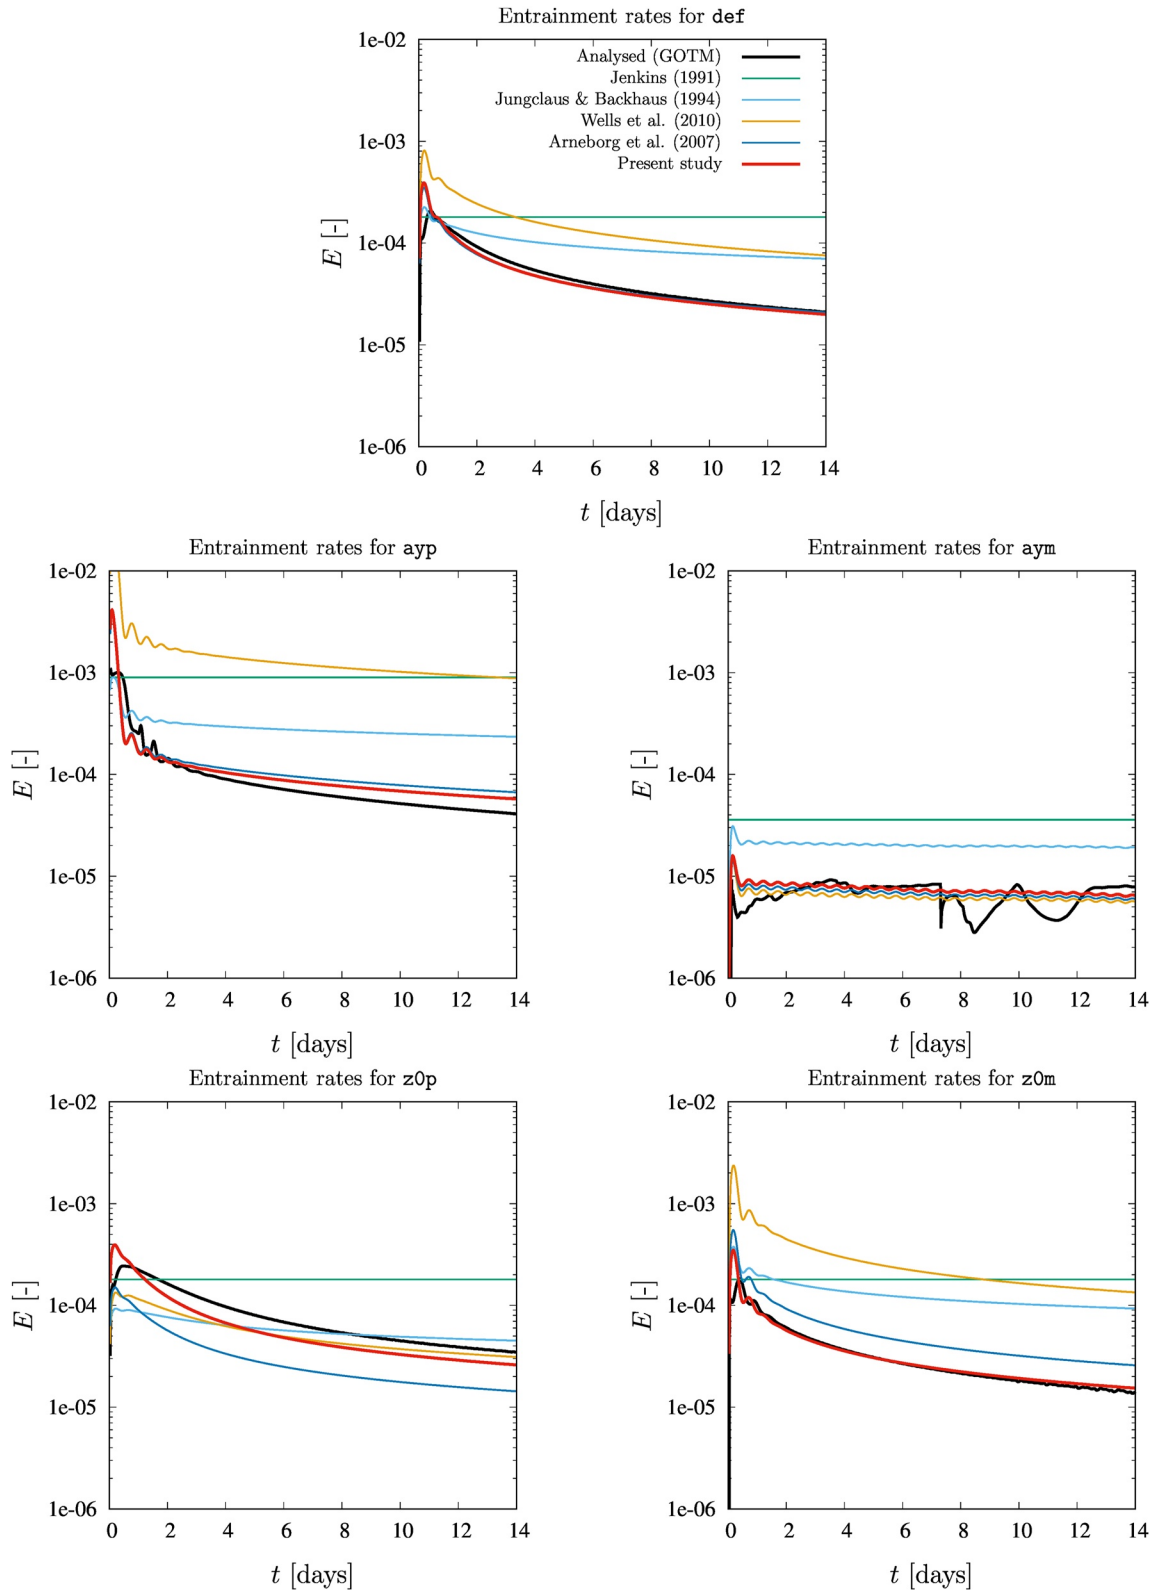 Entrainment rates for def
1e-02
1e-03
1e-04
1e-05
1e-06
E [-]
Analysed (GOTM)
Jenkins (1991)
Jungclaus & Backhaus (1994)
Wells et al. (2010)
Arneborg et al. (2007)
Present study
0 2 4 6 8 10 12 14
t [days]
Entrainment rates for ayp
1e-02
1e-03
1e-04
1e-05
1e-06
E [-]
0 2 4 6 8 10 12 14
t [days]
Entrainment rates for aym
1e-02
1e-03
1e-04
1e-05
1e-06
E [-]
0 2 4 6 8 10 12 14
t [days]
Entrainment rates for z0p
1e-02
1e-03
1e-04
1e-05
1e-06
E [-]
0 2 4 6 8 10 12 14
t [days]
Entrainment rates for z0m
1e-02
1e-03
1e-04
1e-05
1e-06
E [-]
0 2 4 6 8 10 12 14
t [days]